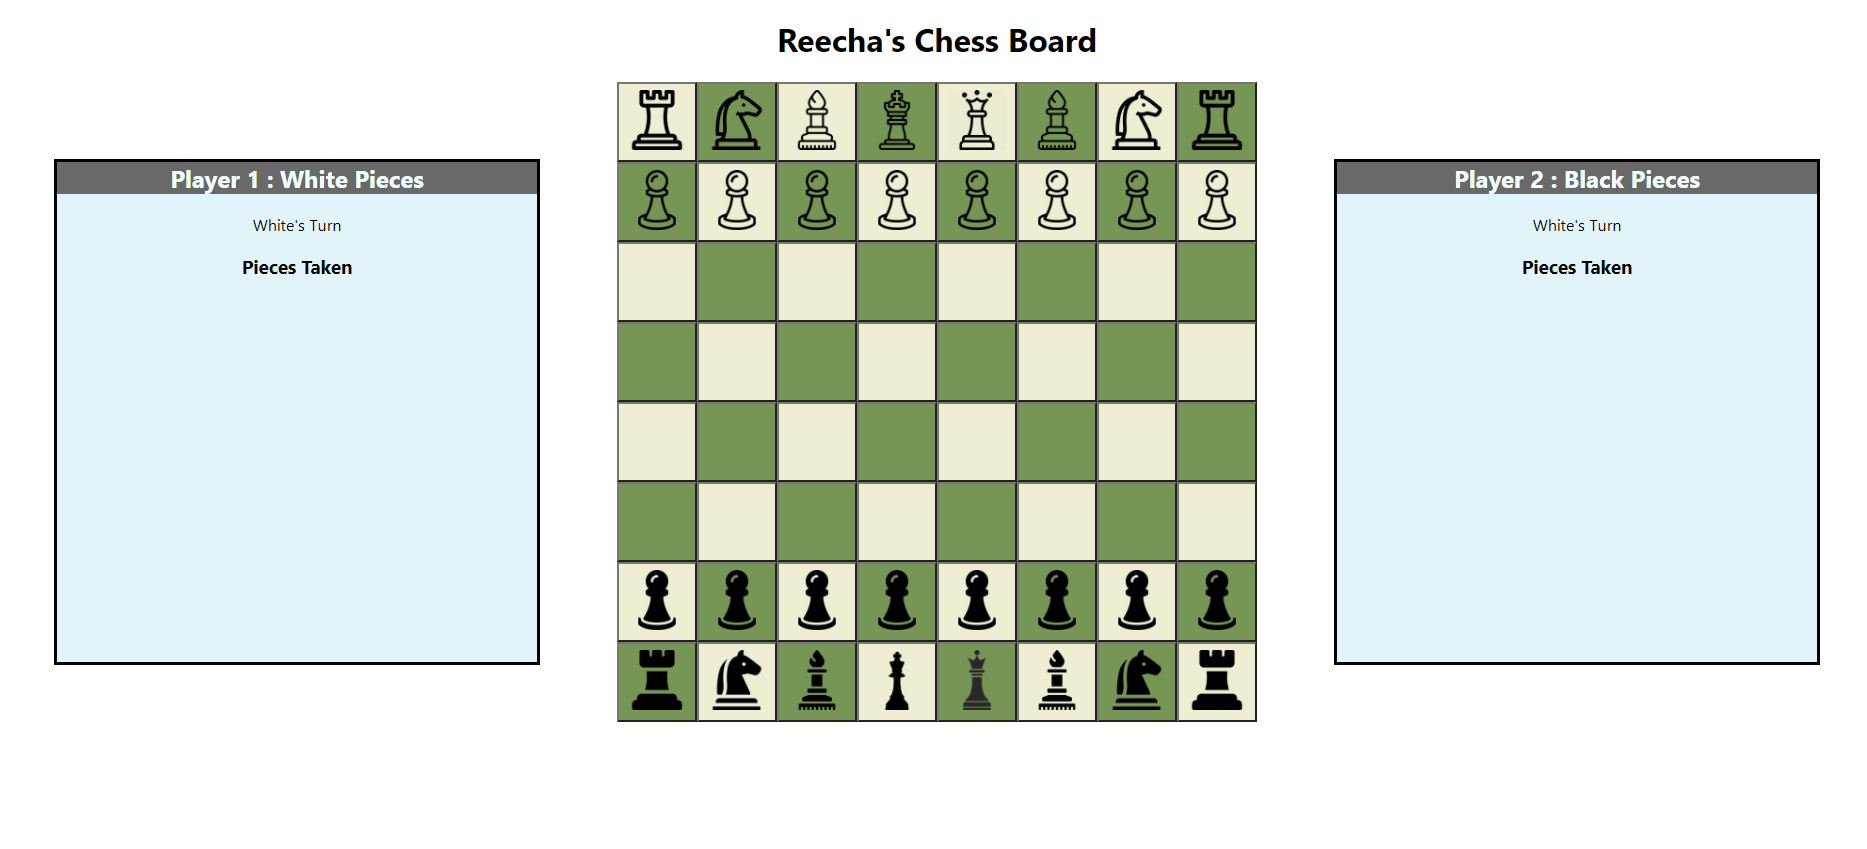 Reecha's Chess Board
Player 1 : White Pieces
White's Turn
Pieces Taken
Player 2 : Black Pieces
White's Turn
Pieces Taken